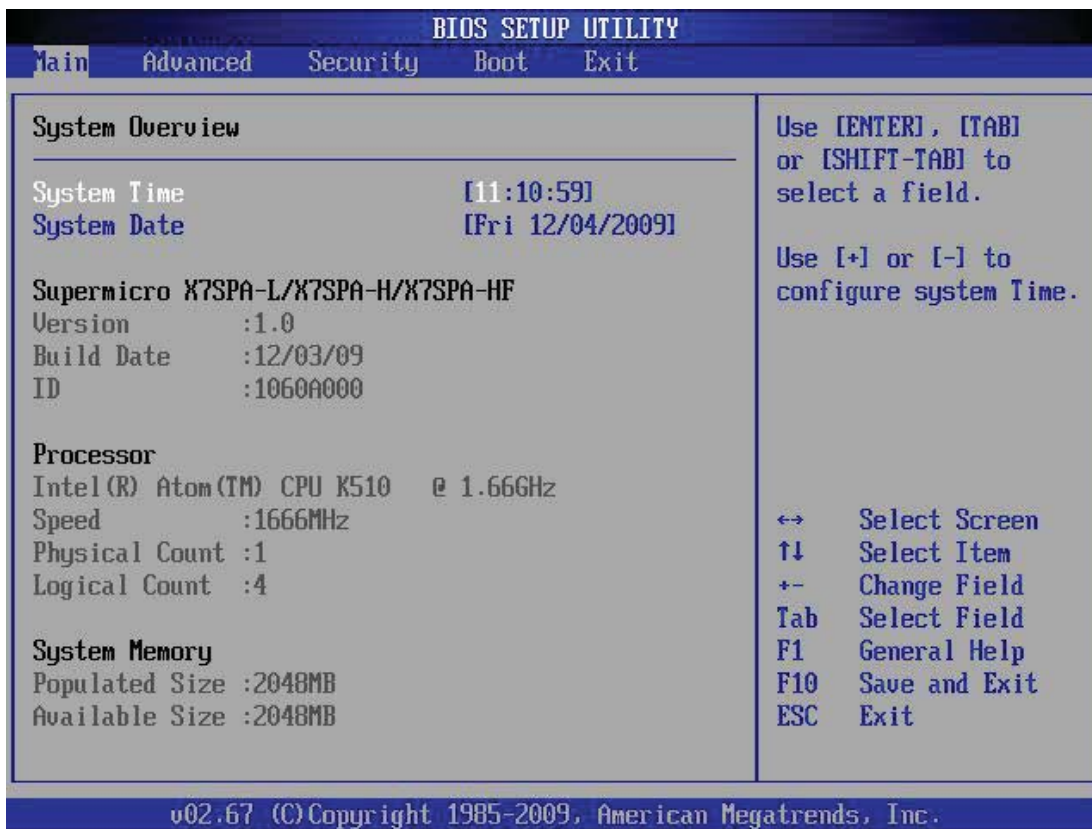 BIOS SETUP UTILITY
Main Advanced Security Boot Exit
System Overview
System Time [11:10:59]
System Date [Fri 12/04/2009]
Supermicro X7SPA-L/X7SPA-H/X7SPA-HF
Version :1.0
Build Date :12/03/09
ID :1060A000
Processor
Intel(R) Atom(TM) CPU K510 @ 1.66GHz
Speed :1666MHz
Physical Count :1
Logical Count :4
System Memory
Populated Size :2048MB
Available Size :2048MB
Use [ENTER], [TAB]
or [SHIFT-TAB] to
select a field.
Use [+] or [-] to
configure system Time.
↔ Select Screen
↑↓ Select Item
+- Change Field
Tab Select Field
F1 General Help
F10 Save and Exit
ESC Exit
v02.67 (C)Copyright 1985-2009, American Megatrends, Inc.